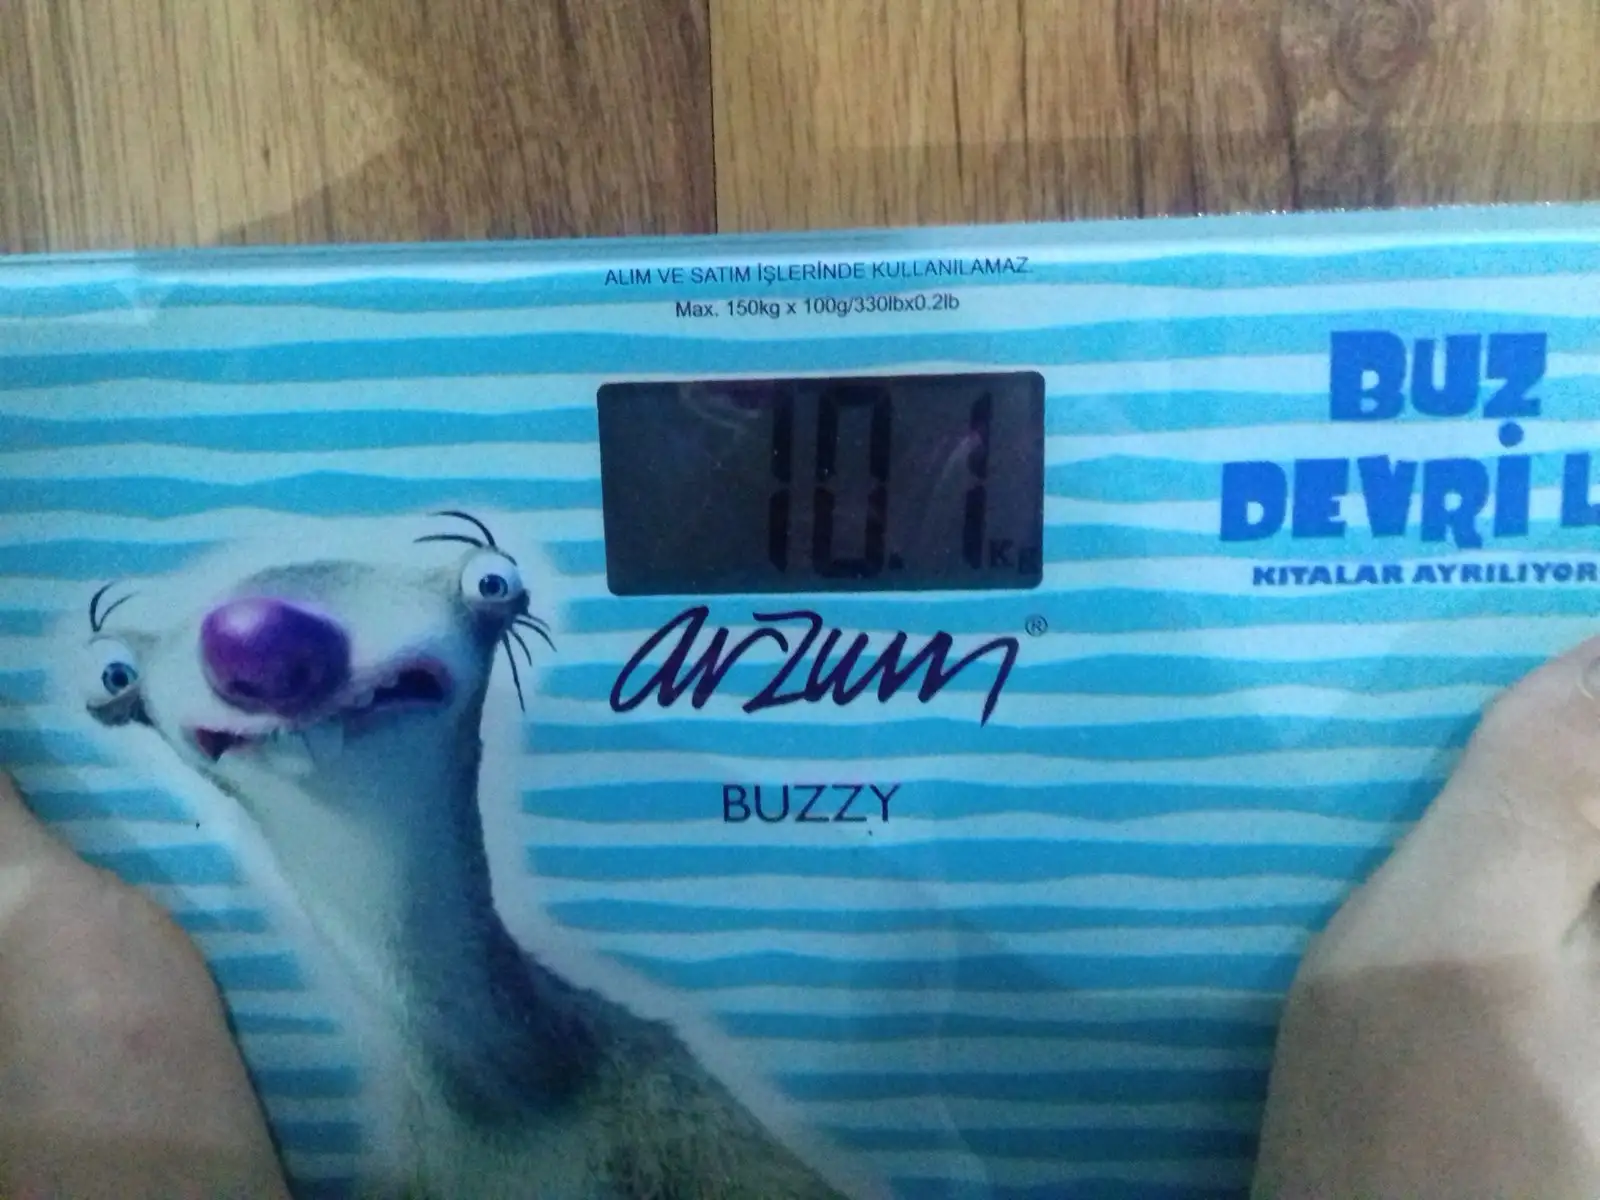 ALIM VE SATIM İŞLERİNDE KULLANILAMAZ.
Max. 150kg x 100g/330lbx0.2lb
10.1 Kg
BUZ
DEVRİ
KITALAR AYRILIYOR
arzum®
BUZZY